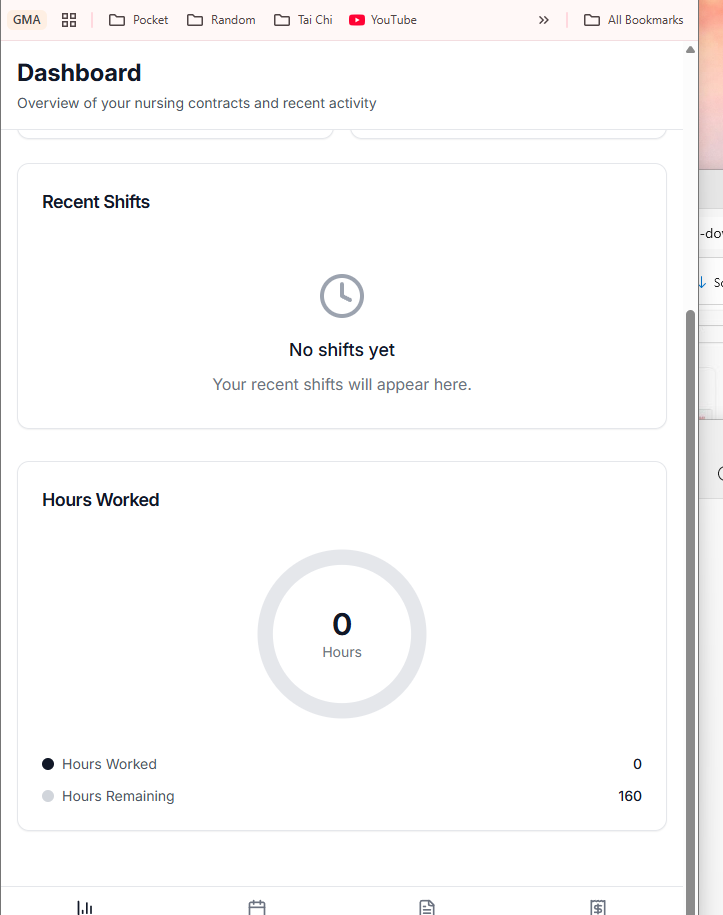 GMA Pocket Random Tai Chi YouTube » All Bookmarks
Dashboard
Overview of your nursing contracts and recent activity
Recent Shifts
No shifts yet
Your recent shifts will appear here.
Hours Worked
0
Hours
Hours Worked 0
Hours Remaining 160